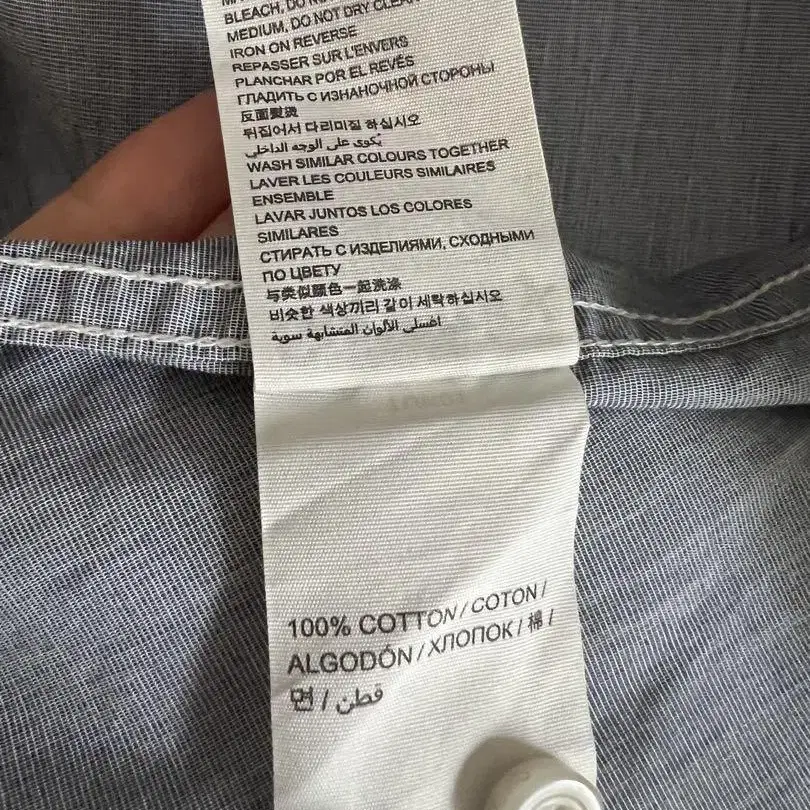 BLEACH, DO
MEDIUM, DO NOT DRY CLEAN
IRON ON REVERSE
REPASSER SUR L'ENVERS
PLANCHAR POR EL REVÉS
ГЛАДИТЬ С ИЗНАНОЧНОЙ СТОРОНЫ
反面熨烫
뒤집어서 다리미질 하십시오
يُكوى على الوجه الداخلي
WASH SIMILAR COLOURS TOGETHER
LAVER LES COULEURS SIMILAIRES
ENSEMBLE
LAVAR JUNTOS LOS COLORES
SIMILARES
СТИРАТЬ С ИЗДЕЛИЯМИ, СХОДНЫМИ
ПО ЦВЕТУ
与类似颜色一起洗涤
비슷한 색상끼리 같이 세탁하십시오
اغسلي الألوان المتشابهة سوية
100% COTTON / COTON /
ALGODÓN / ХЛОПОК / 棉 /
면 / قطن